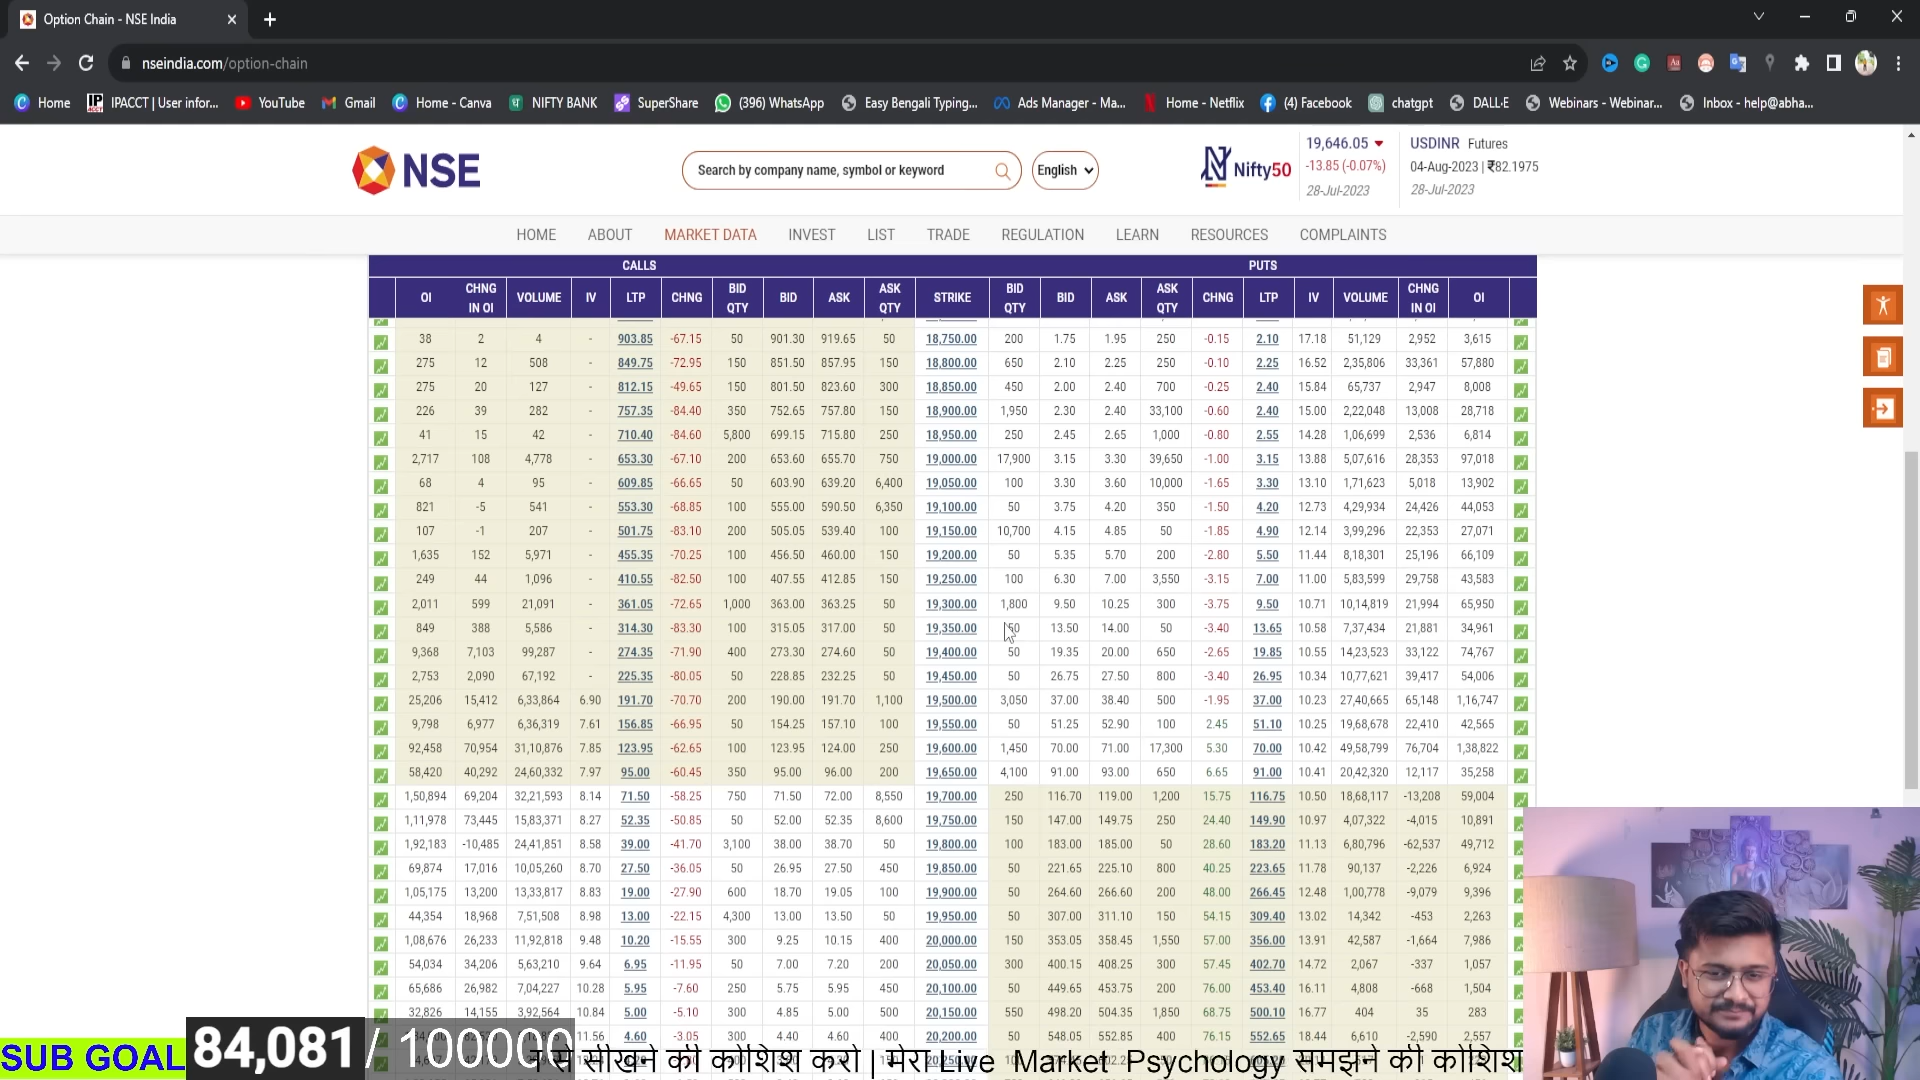 Option Chain - NSE India
nseindia.com/option-chain
Home IPACCT | User infor... YouTube Gmail Home - Canva NIFTY BANK SuperShare (396) WhatsApp Easy Bengali Typing... Ads Manager - Ma... Home - Netflix (4) Facebook chatgpt DALL·E Webinars - Webinar... Inbox - help@abha...
NSE Search by company name, symbol or keyword English Nifty50
19,646.05 USDINR Futures
-13.85 (-0.07%) 04-Aug-2023 | ₹82.1975
28-Jul-2023 28-Jul-2023
HOME ABOUT MARKET DATA INVEST LIST TRADE REGULATION LEARN RESOURCES COMPLAINTS
CALLS PUTS
OI CHNG IN OI VOLUME IV LTP CHNG BID QTY BID ASK ASK QTY STRIKE BID QTY BID ASK ASK QTY CHNG LTP IV VOLUME CHNG IN OI OI
38 2 4 - 903.85 -67.15 50 901.30 919.65 50 18,750.00 200 1.75 1.95 250 -0.15 2.10 17.18 51,129 2,952 3,615
275 12 508 - 849.75 -72.95 150 851.50 857.95 150 18,800.00 650 2.10 2.25 250 -0.10 2.25 16.52 2,35,806 33,361 57,880
275 20 127 - 812.15 -49.65 150 801.50 823.60 300 18,850.00 450 2.00 2.40 700 -0.25 2.40 15.84 65,737 2,947 8,008
226 39 282 - 757.35 -84.40 350 752.65 757.80 150 18,900.00 1,950 2.30 2.40 33,100 -0.60 2.40 15.00 2,22,048 13,008 28,718
41 15 42 - 710.40 -84.60 5,800 699.15 715.80 250 18,950.00 250 2.45 2.65 1,000 -0.80 2.55 14.28 1,06,699 2,536 6,814
2,717 108 4,778 - 653.30 -67.10 200 653.60 655.70 750 19,000.00 17,900 3.15 3.30 39,650 -1.00 3.15 13.88 5,07,616 28,353 97,018
68 4 95 - 609.85 -66.65 50 603.90 639.20 6,400 19,050.00 100 3.30 3.60 10,000 -1.65 3.30 13.10 1,71,623 5,018 13,902
821 -5 541 - 553.30 -68.85 100 555.00 590.50 6,350 19,100.00 50 3.75 4.20 350 -1.50 4.20 12.73 4,29,934 24,426 44,053
107 -1 207 - 501.75 -83.10 200 505.05 539.40 100 19,150.00 10,700 4.15 4.85 50 -1.85 4.90 12.14 3,99,296 22,353 27,071
1,635 152 5,971 - 455.35 -70.25 100 456.50 460.00 150 19,200.00 50 5.35 5.70 200 -2.80 5.50 11.44 8,18,301 25,196 66,109
249 44 1,096 - 410.55 -82.50 100 407.55 412.85 150 19,250.00 100 6.30 7.00 3,550 -3.15 7.00 11.00 5,83,599 29,758 43,583
2,011 599 21,091 - 361.05 -72.65 1,000 363.00 363.25 50 19,300.00 1,800 9.50 10.25 300 -3.75 9.50 10.71 10,14,819 21,994 65,950
849 388 5,586 - 314.30 -83.30 100 315.05 317.00 50 19,350.00 13.50 14.00 50 -3.40 13.65 10.58 7,37,434 21,881 34,961
9,368 7,103 99,287 - 274.35 -71.90 400 273.30 274.60 50 19,400.00 50 19.35 20.00 650 -2.65 19.85 10.55 14,23,523 33,122 74,767
2,753 2,090 67,192 - 225.35 -80.05 50 228.85 232.25 50 19,450.00 50 26.75 27.50 800 -3.40 26.95 10.34 10,77,621 39,417 54,006
25,206 15,412 6,33,864 6.90 191.70 -70.70 200 190.00 191.70 1,100 19,500.00 3,050 37.00 38.40 500 -1.95 37.00 10.23 27,40,665 65,148 1,16,747
9,798 6,977 6,36,319 7.61 156.85 -66.95 50 154.25 157.10 100 19,550.00 50 51.25 52.90 100 2.45 51.10 10.25 19,68,678 22,410 42,565
92,458 70,954 31,10,876 7.85 123.95 -62.65 100 123.95 124.00 250 19,600.00 1,450 70.00 71.00 17,300 5.30 70.00 10.42 49,58,799 76,704 1,38,822
58,420 40,292 24,60,332 7.97 95.00 -60.45 350 95.00 96.00 200 19,650.00 4,100 91.00 93.00 650 6.65 91.00 10.41 20,42,320 12,117 35,258
1,50,894 69,204 32,21,593 8.14 71.50 -58.25 750 71.50 72.00 8,550 19,700.00 250 116.70 119.00 1,200 15.75 116.75 10.50 18,68,117 -13,208 59,004
1,11,978 73,445 15,83,371 8.27 52.35 -50.85 50 52.00 52.35 8,600 19,750.00 150 147.00 149.75 250 24.40 149.90 10.97 4,07,322 -4,015 10,891
1,92,183 -10,485 24,41,851 8.58 39.00 -41.70 3,100 38.00 38.70 50 19,800.00 100 183.00 185.00 50 28.60 183.20 11.13 6,80,796 -62,537 49,712
69,874 17,016 10,05,260 8.70 27.50 -36.05 50 26.95 27.50 450 19,850.00 50 221.65 225.10 800 40.25 223.65 11.78 90,137 -2,226 6,924
1,05,175 13,200 13,33,817 8.83 19.00 -27.90 600 18.70 19.05 100 19,900.00 50 264.60 266.60 200 48.00 266.45 12.48 1,00,778 -9,079 9,396
44,354 18,968 7,51,508 8.98 13.00 -22.15 4,300 13.00 13.50 50 19,950.00 50 307.00 311.10 150 54.15 309.40 13.02 14,342 -453 2,263
1,08,676 26,233 11,92,818 9.48 10.20 -15.55 300 9.25 10.15 400 20,000.00 150 353.05 358.45 1,550 57.00 356.00 13.91 42,587 -1,664 7,986
54,034 34,206 5,63,210 9.64 6.95 -11.95 50 7.00 7.20 200 20,050.00 300 400.15 408.25 300 57.45 402.70 14.72 2,067 -337 1,057
65,686 26,982 7,04,227 10.28 5.95 -7.60 250 5.75 5.95 450 20,100.00 50 449.65 453.75 200 76.00 453.40 16.11 4,808 -668 1,504
32,826 14,155 3,92,564 10.84 5.00 -5.10 300 4.85 5.00 500 20,150.00 550 498.20 504.35 1,850 68.75 500.10 16.77 404 35 283
11.56 4.60 -3.05 300 4.40 4.60 400 20,200.00 50 548.05 552.85 400 76.15 552.65 18.44 6,610 -2,590 2,557
SUB GOAL 84,081 / 100000 से सीखने की कोशिश करो | मेरा Live Market Psychology समझने की कोशिश